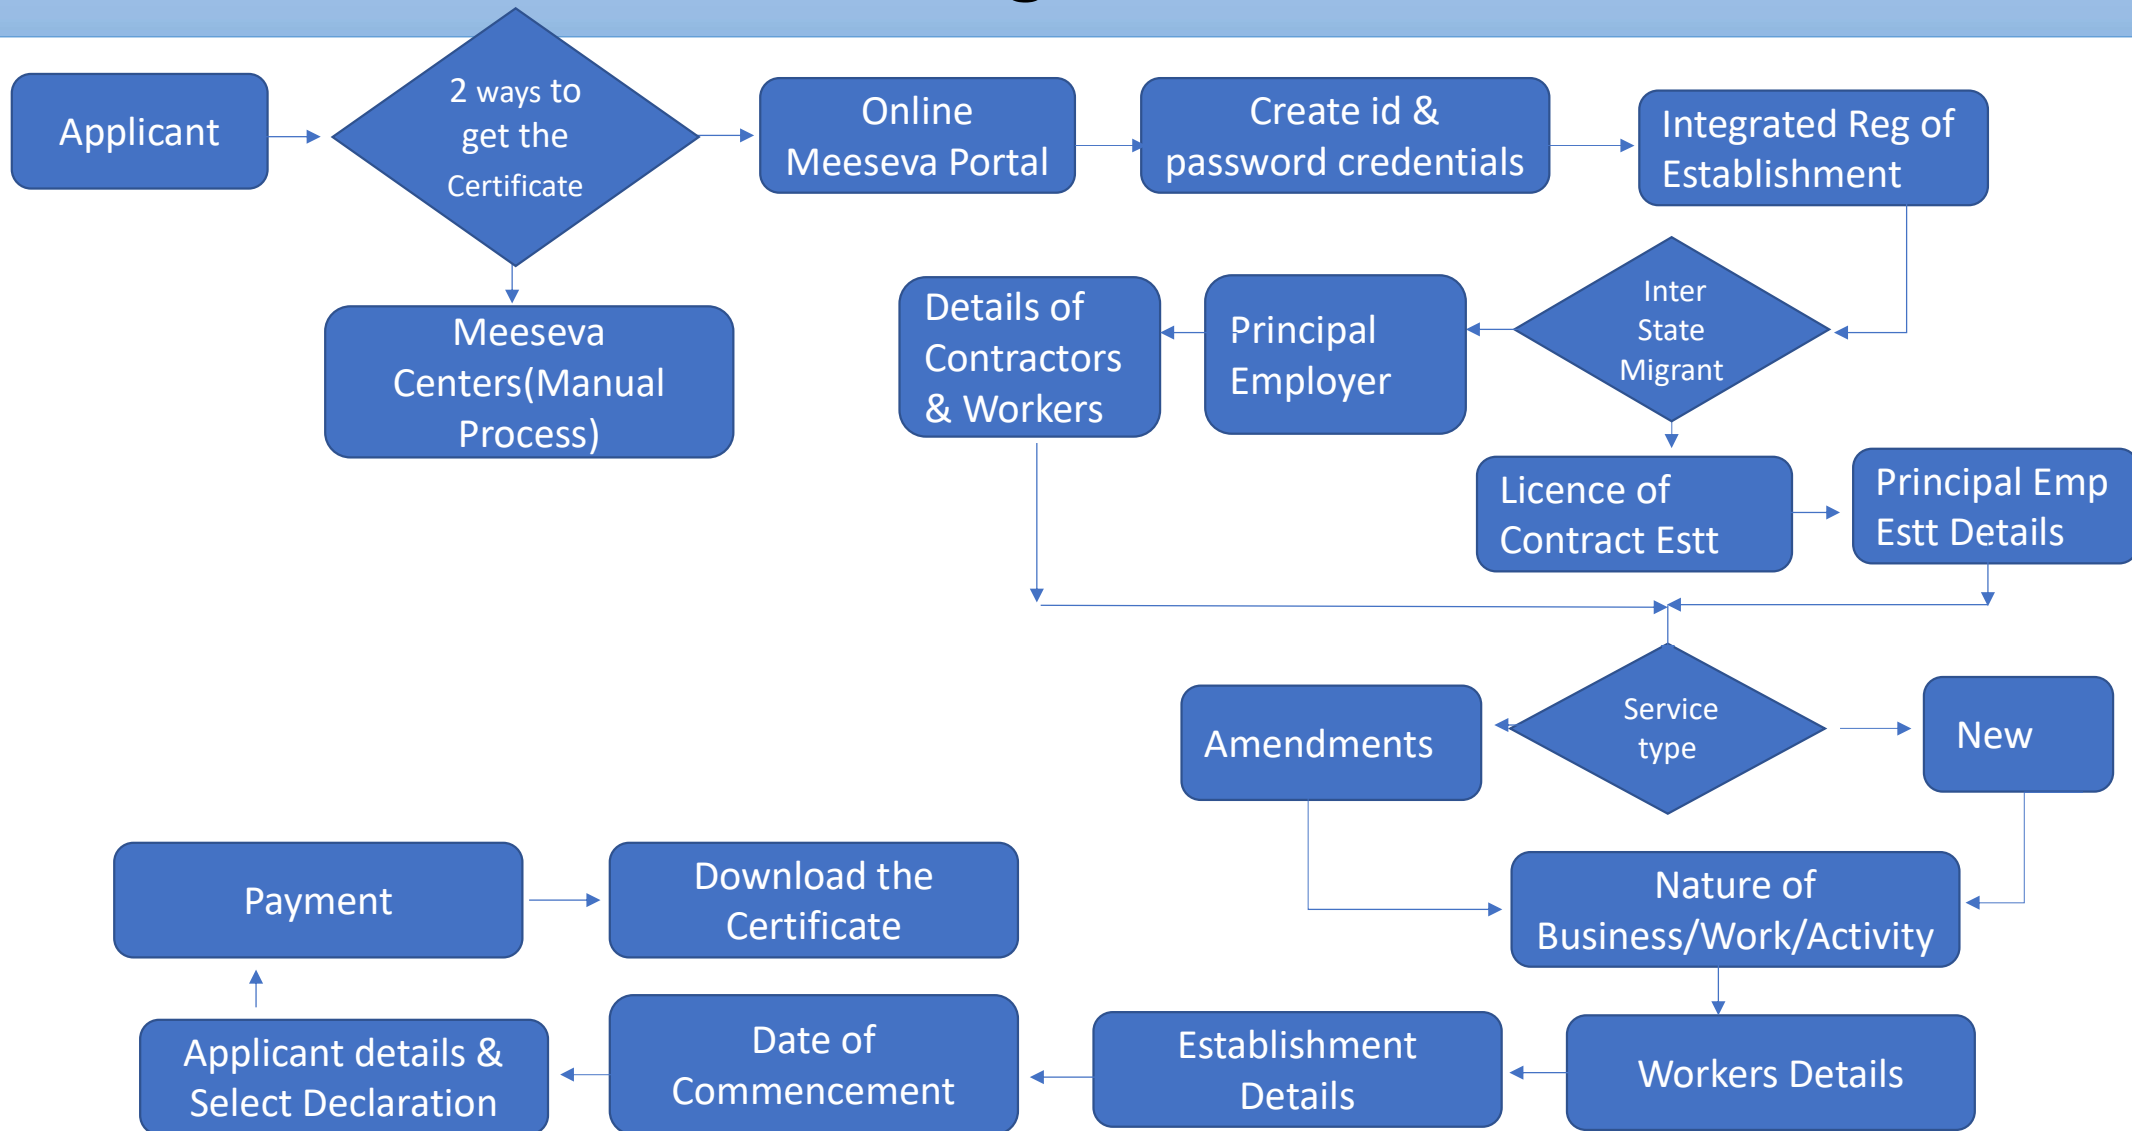 Applicant
2 ways to
get the
Certificate
Online
Meeseva Portal
Create id &
password credentials
Integrated Reg of
Establishment
Meeseva
Centers(Manual
Process)
Details of
Contractors
& Workers
Principal
Employer
Inter
State
Migrant
Licence of
Contract Estt
Principal Emp
Estt Details
Amendments
Service
type
New
Payment
Download the
Certificate
Nature of
Business/Work/Activity
Applicant details &
Select Declaration
Date of
Commencement
Establishment
Details
Workers Details